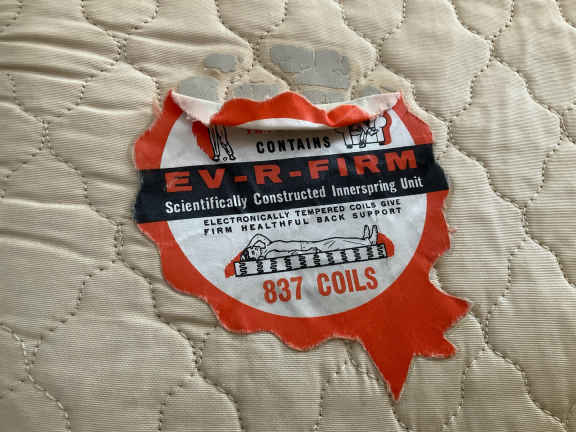 CONTAINS
EV-R-FIRM
Scientifically Constructed Innerspring Unit
ELECTRONICALLY TEMPERED COILS GIVE
FIRM HEALTHFUL BACK SUPPORT
837 COILS